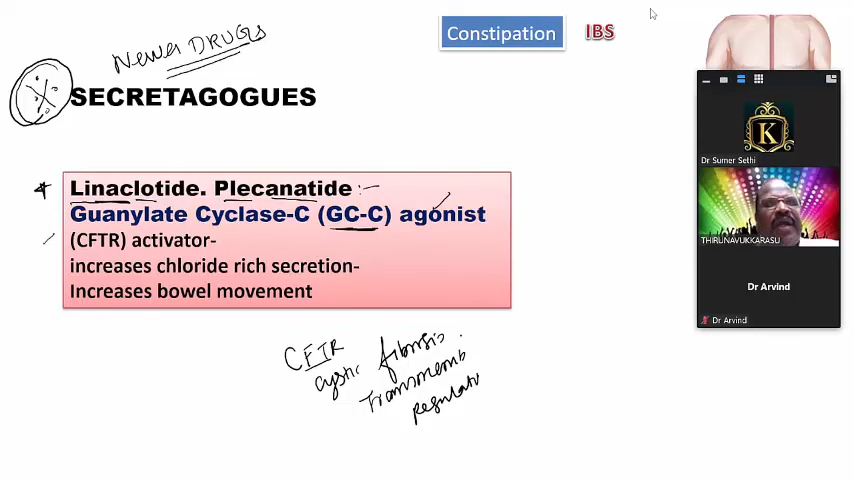 Newer DRUGS
Constipation
IBS
SECRETAGOGUES
Linaclotide. Plecanatide :-
Guanylate Cyclase-C (GC-C) agonist
(CFTR) activator-
increases chloride rich secretion-
Increases bowel movement
CFTR
cystic fibrosis
Transmemb
regulat
K
Dr Sumer Sethi
THIRUNAVUKKARASU
Dr Arvind
Dr Arvind